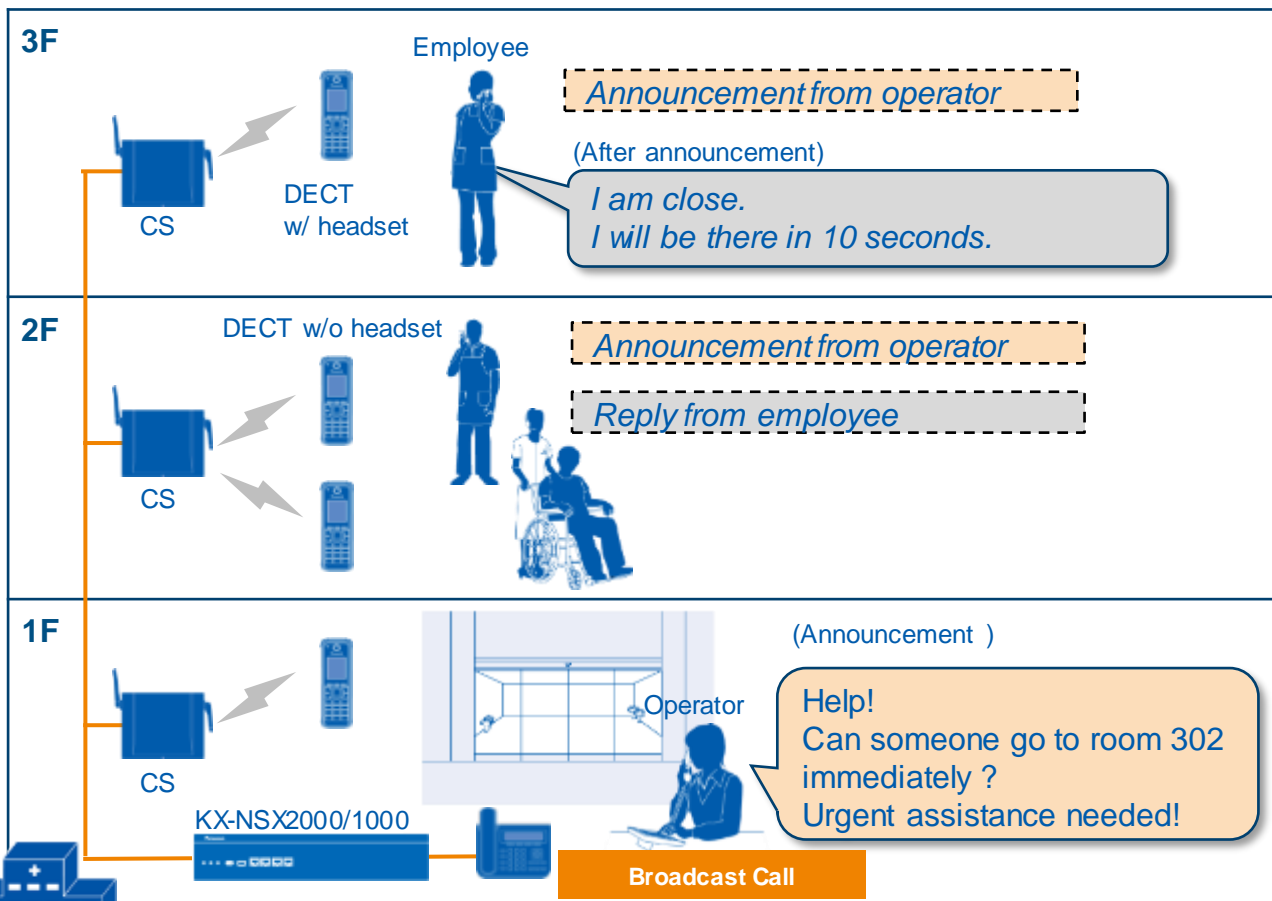 3F
Employee
Announcement from operator
(After announcement)
I am close.
I will be there in 10 seconds.
DECT
w/ headset
CS
2F
DECT w/o headset
Announcement from operator
Reply from employee
CS
1F
(Announcement )
Operator
Help!
Can someone go to room 302
immediately ?
Urgent assistance needed!
CS
KX-NSX2000/1000
Broadcast Call